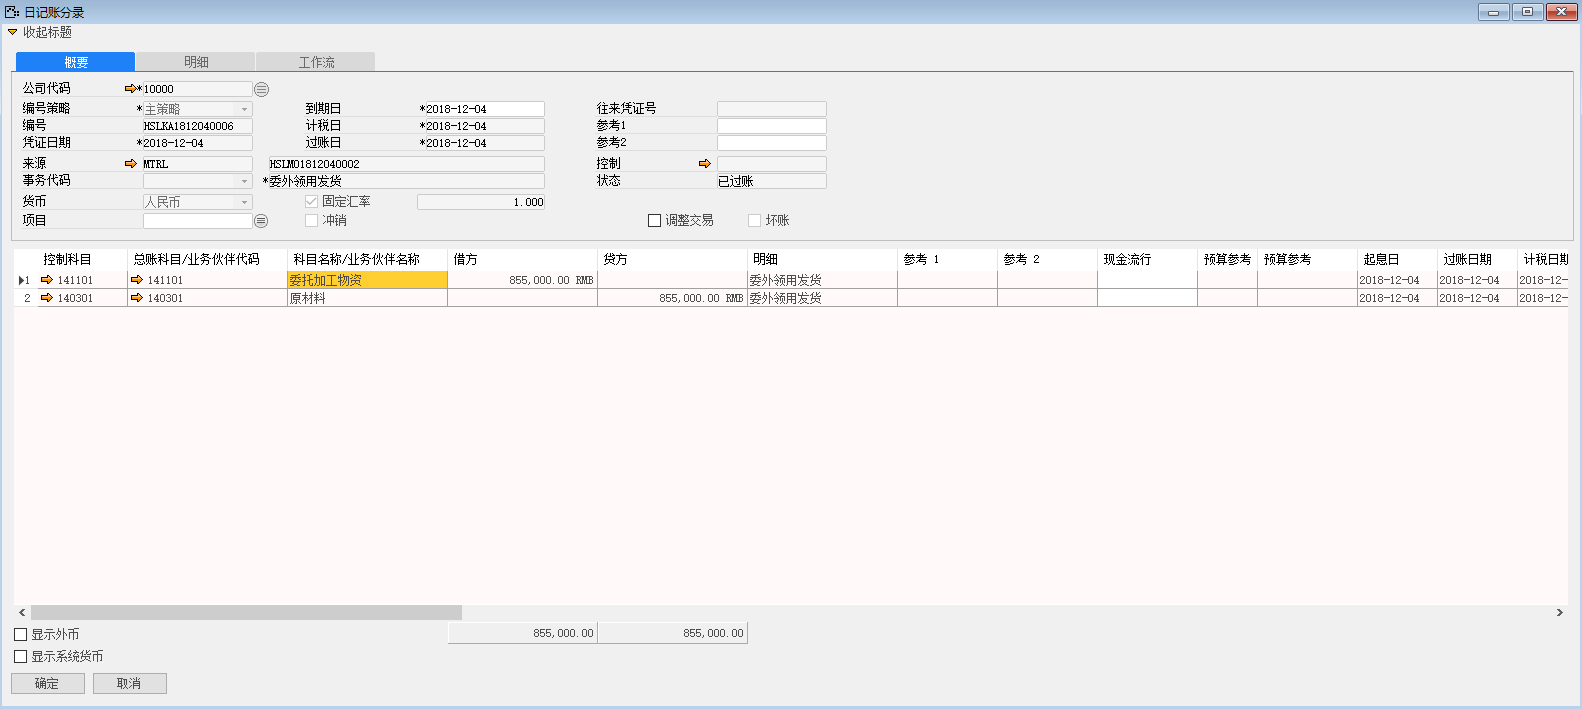 日记账分录
收起标题
概要 明细 工作流
公司代码 *10000
编号策略 *主策略 到期日 *2018-12-04 往来凭证号
编号 HSLKA1812040006 计税日 *2018-12-04 参考1
凭证日期 *2018-12-04 过账日 *2018-12-04 参考2
来源 MTRL HSLMO1812040002 控制
事务代码 *委外领用发货 状态 已过账
货币 人民币 固定汇率 1.000
项目 冲销 调整交易 坏账
控制科目 总账科目/业务伙伴代码 科目名称/业务伙伴名称 借方 贷方 明细 参考 1 参考 2 现金流行 预算参考 预算参考 起息日 过账日期 计税日期
1 141101 141101 委托加工物资 855,000.00 RMB 委外领用发货 2018-12-04 2018-12-04 2018-12-
2 140301 140301 原材料 855,000.00 RMB 委外领用发货 2018-12-04 2018-12-04 2018-12-
显示外币 855,000.00 855,000.00
显示系统货币
确定 取消